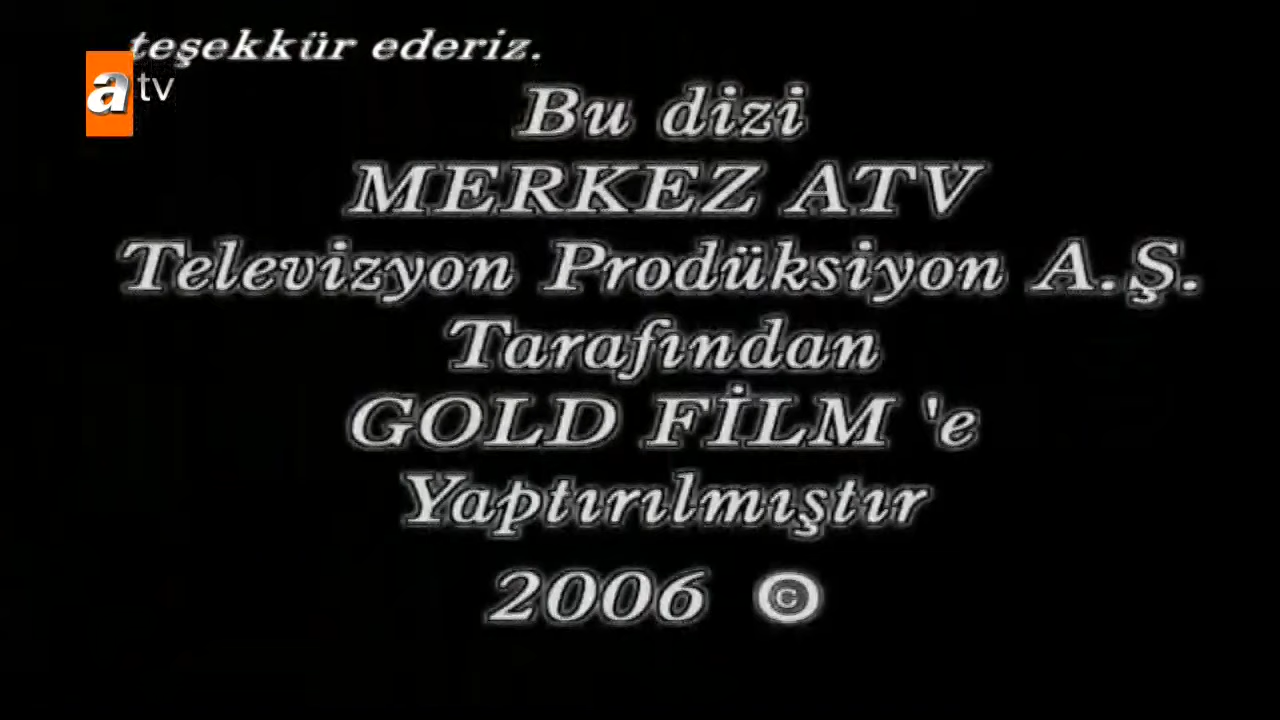 teşekkür ederiz.
atv
Bu dizi
MERKEZ ATV
Televizyon Prodüksiyon A.Ş.
Tarafından
GOLD FİLM 'e
Yaptırılmıştır
2006 ©